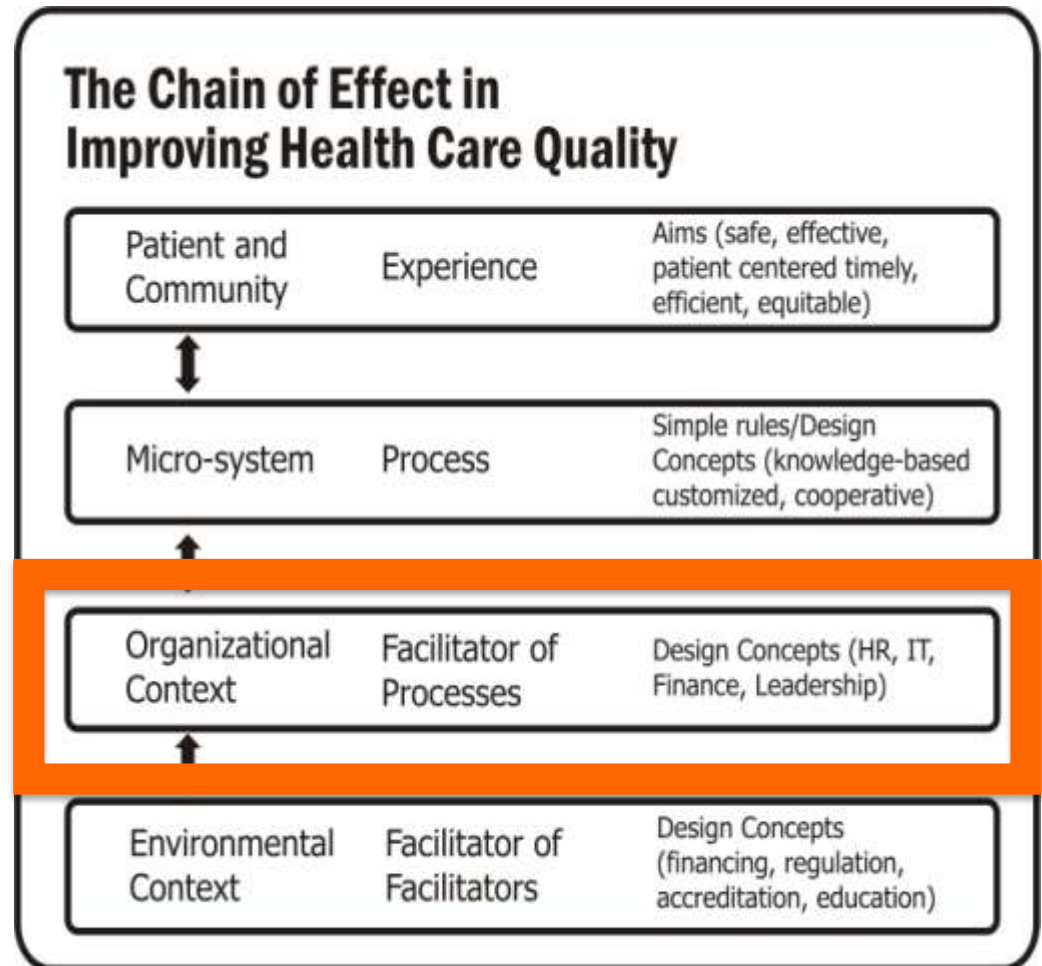 The Chain of Effect in
Improving Health Care Quality
Patient and
Community
Experience
Aims (safe, effective,
patient centered timely,
efficient, equitable)
Micro-system
Process
Simple rules/Design
Concepts (knowledge-based
customized, cooperative)
Organizational
Context
Facilitator of
Processes
Design Concepts (HR, IT,
Finance, Leadership)
Environmental
Context
Facilitator of
Facilitators
Design Concepts
(financing, regulation,
accreditation, education)